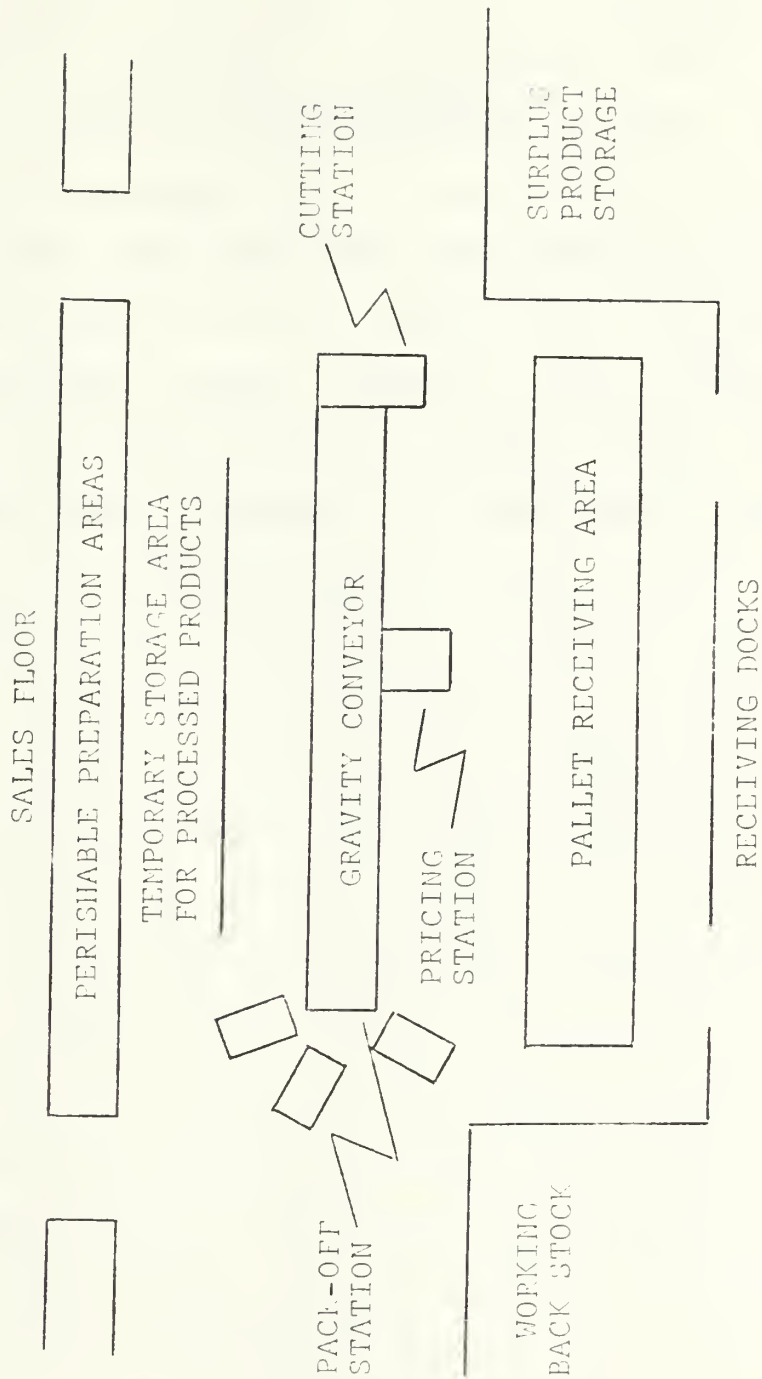 SALES FLOOR
PERISHABLE PREPARATION AREAS
TEMPORARY STORAGE AREA
FOR PROCESSED PRODUCTS
CUTTING
STATION
GRAVITY CONVEYOR
PACK-OFF
STATION
PRICING
STATION
SURPLUS
PRODUCT
STORAGE
PALLET RECEIVING AREA
WORKING
BACK STOCK
RECEIVING DOCKS